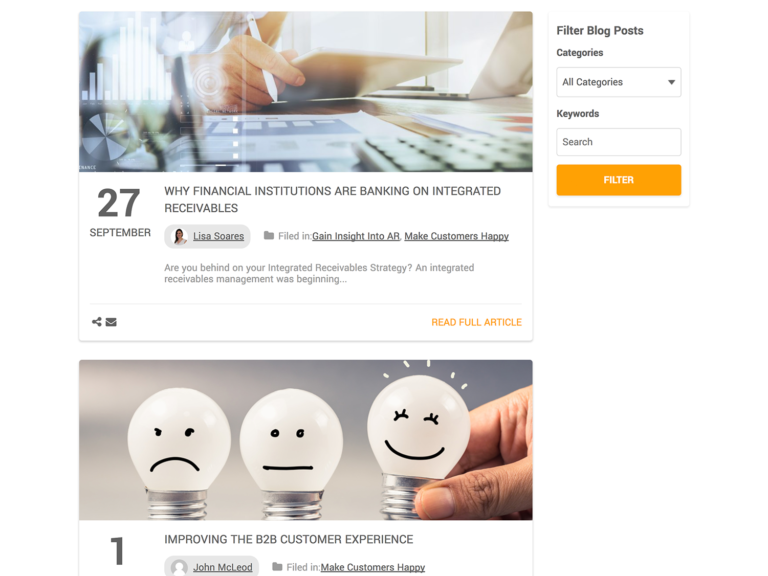 Filter Blog Posts
Categories
All Categories
Keywords
Search
FILTER
27
SEPTEMBER
WHY FINANCIAL INSTITUTIONS ARE BANKING ON INTEGRATED
RECEIVABLES
Lisa Soares
Filed in:Gain Insight Into AR, Make Customers Happy
Are you behind on your Integrated Receivables Strategy? An integrated
receivables management was beginning...
READ FULL ARTICLE
1
IMPROVING THE B2B CUSTOMER EXPERIENCE
John McLeod
Filed in:Make Customers Happy